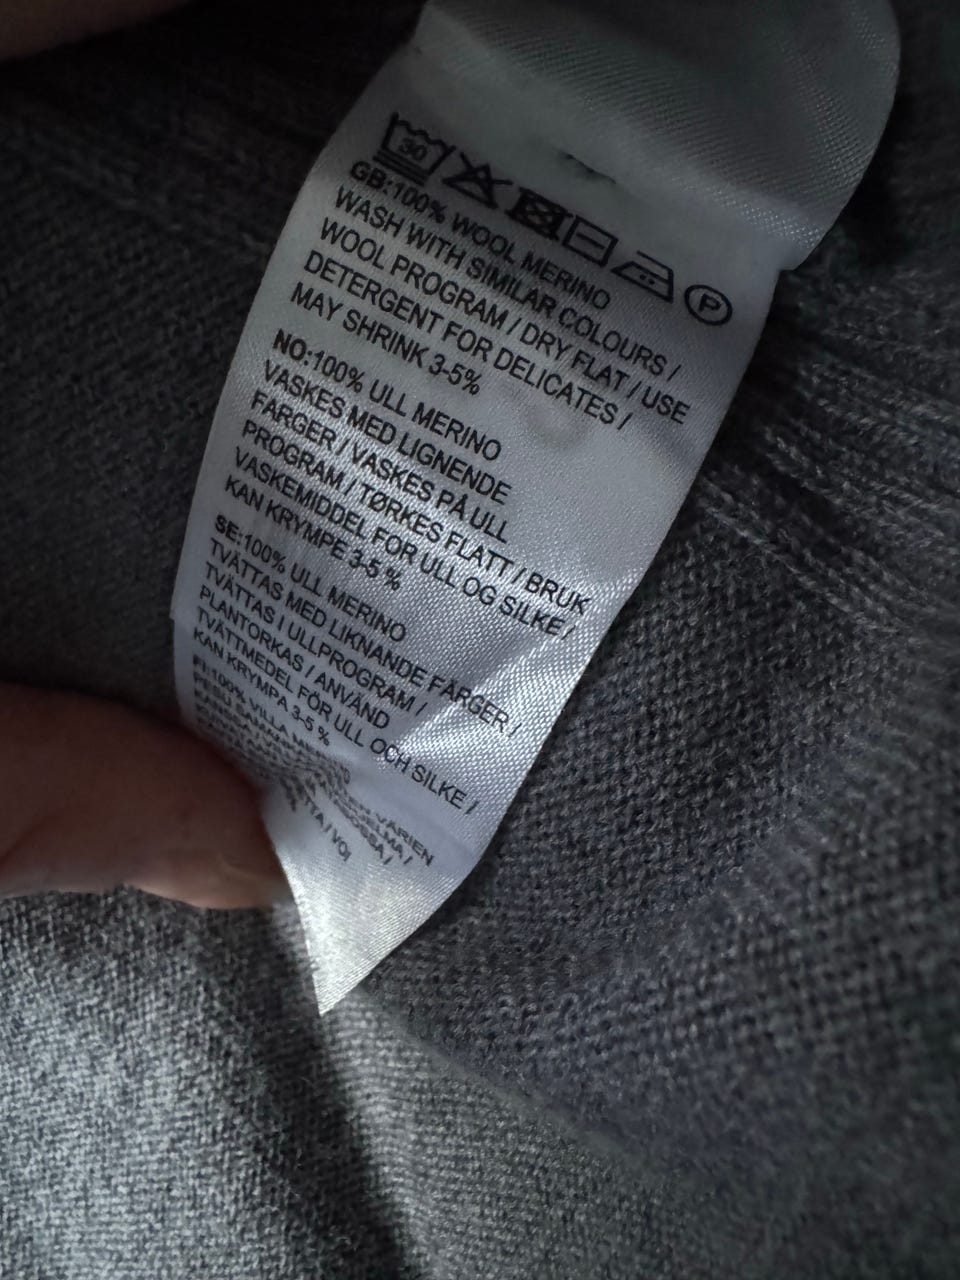 30
P
GB:100% WOOL MERINO
WASH WITH SIMILAR COLOURS /
WOOL PROGRAM / DRY FLAT / USE
DETERGENT FOR DELICATES /
MAY SHRINK 3-5%
NO:100% ULL MERINO
VASKES MED LIGNENDE
FARGER / VASKES PÅ ULL
PROGRAM / TØRKES FLATT / BRUK
VASKEMIDDEL FOR ULL OG SILKE /
KAN KRYMPE 3-5 %
SE:100% ULL MERINO
TVÄTTAS MED LIKNANDE FÄRGER /
TVÄTTAS I ULLPROGRAM /
PLANTORKAS / ANVÄND
TVÄTTMEDEL FÖR ULL OCH SILKE /
KAN KRYMPA 3-5 %
FI:100% VILLA
PESU